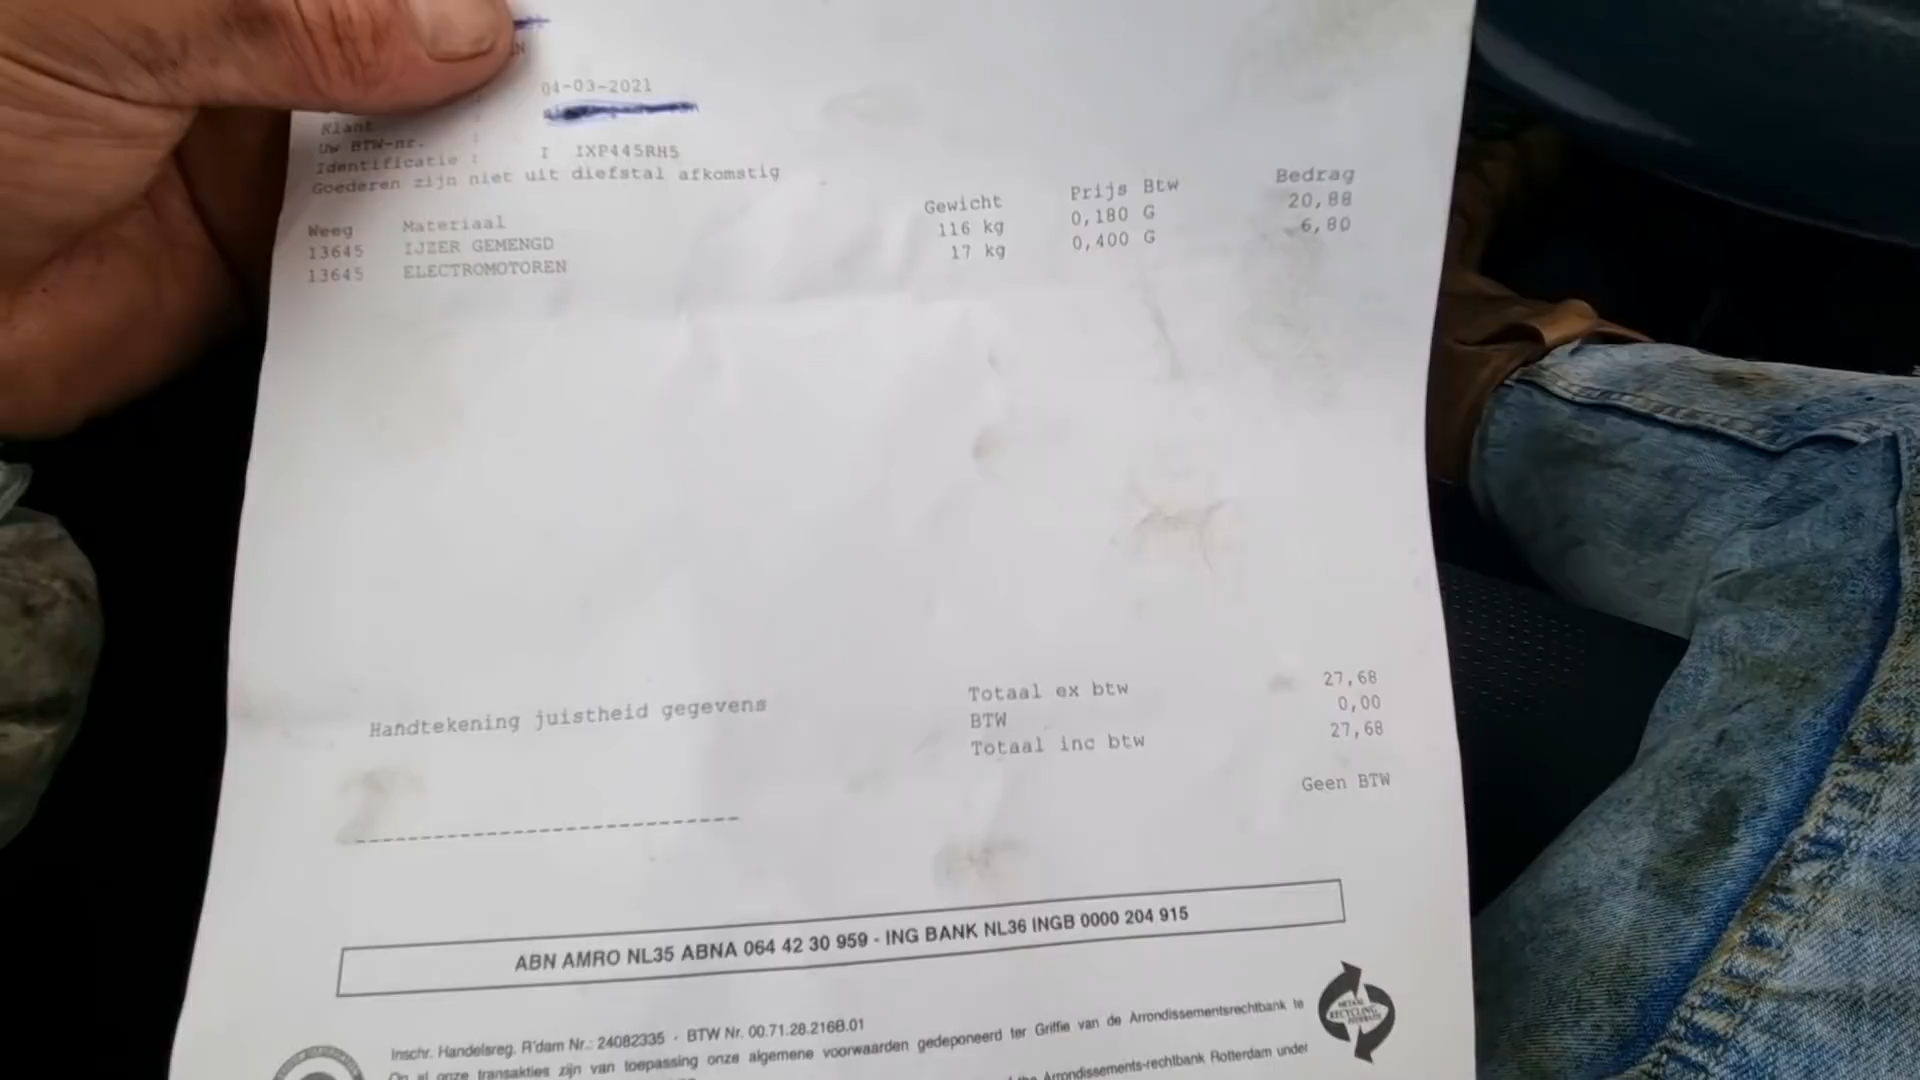 04-03-2021
Klant :
Uw BTW-nr. :
Identificatie : I IXP445RH5
Goederen zijn niet uit diefstal afkomstig
Weeg Materiaal Gewicht Prijs Btw Bedrag
13645 IJZER GEMENGD 116 kg 0,180 G 20,88
13645 ELECTROMOTOREN 17 kg 0,400 G 6,80
Totaal ex btw 27,68
Handtekening juistheid gegevens
BTW 0,00
Totaal inc btw 27,68
Geen BTW
ABN AMRO NL35 ABNA 064 42 30 959 - ING BANK NL36 INGB 0000 204 915
Inschr. Handelsreg. R'dam Nr.: 24082335 - BTW Nr. 00.71.28.216B.01
Op al onze transakties zijn van toepassing onze algemene voorwaarden gedeponeerd ter Griffie van de Arrondissementsrechtbank te
Arrondissements-rechtbank Rotterdam under
METAAL
RECYCLING
FEDERATIE